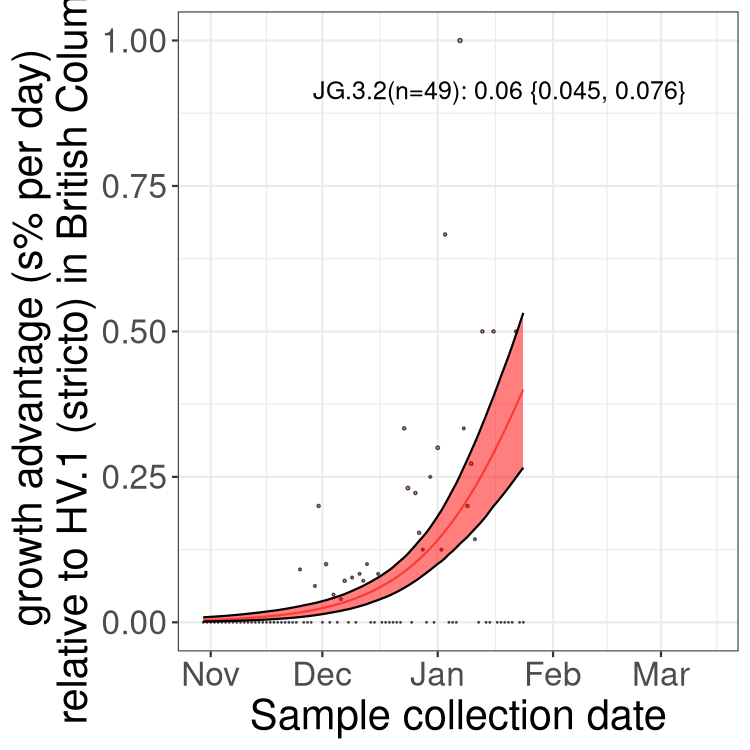 growth advantage (s% per day)
relative to HV.1 (stricto) in British Colum
1.00
0.75
0.50
0.25
0.00
JG.3.2(n=49): 0.06 {0.045, 0.076}
Nov Dec Jan Feb Mar
Sample collection date